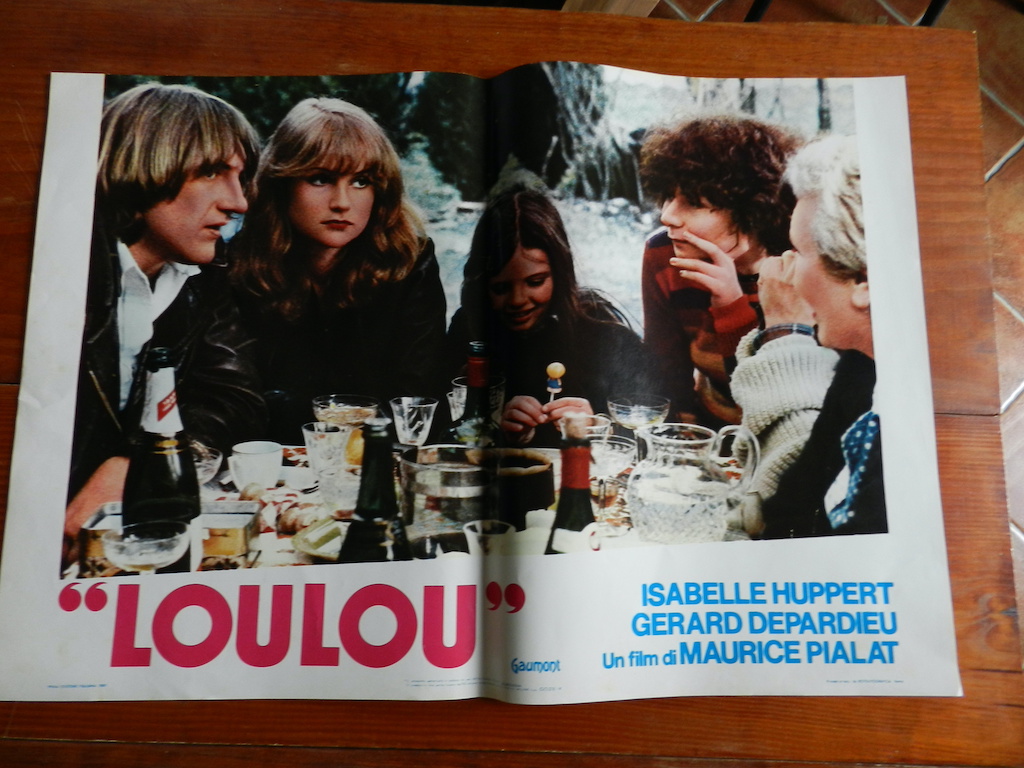 “LOULOU”
Gaumont
ISABELLE HUPPERT
GERARD DEPARDIEU
Un film di MAURICE PIALAT